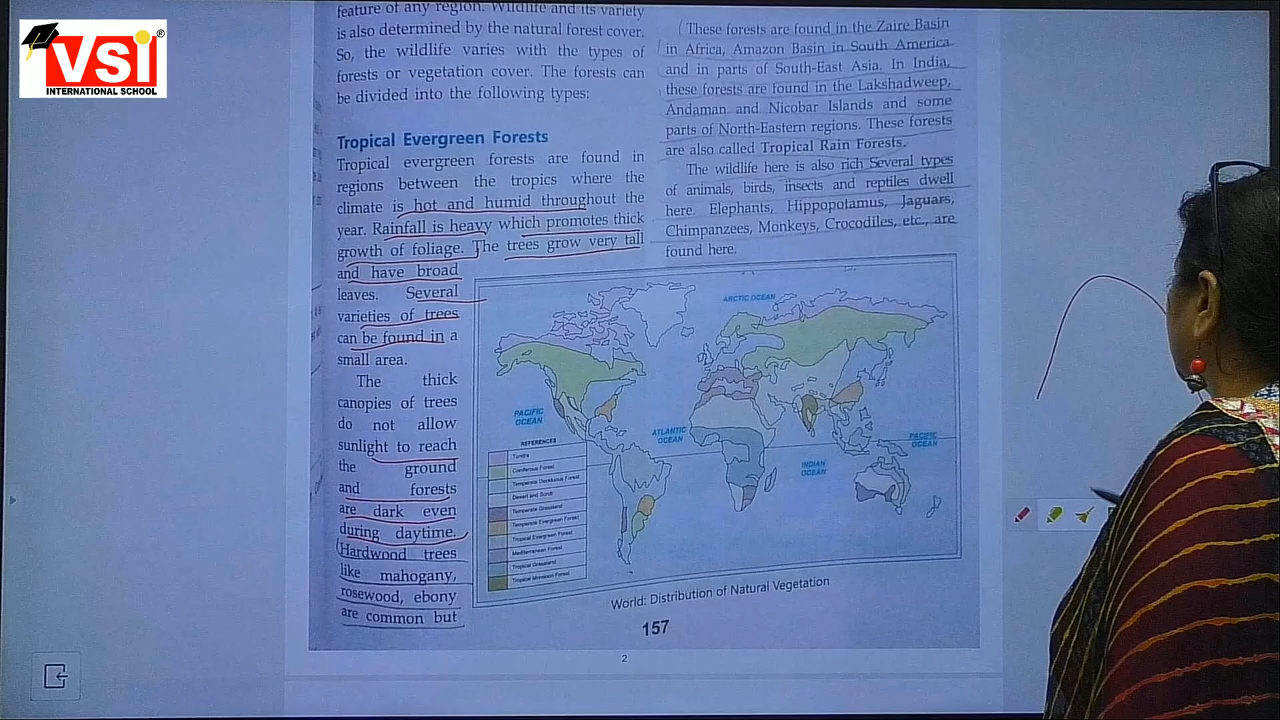 VSI
INTERNATIONAL SCHOOL
feature of any region. Wildlife and its variety
is also determined by the natural forest cover.
So, the wildlife varies with the types of
forests or vegetation cover. The forests can
be divided into the following types:
Tropical Evergreen Forests
Tropical evergreen forests are found in
regions between the tropics where the
climate is hot and humid throughout the
year. Rainfall is heavy which promotes thick
growth of foliage. The trees grow very tall
and have broad
leaves. Several
varieties of trees
can be found in a
small area.
The thick
canopies of trees
do not allow
sunlight to reach
the ground
and forests
are dark even
during daytime.
Hardwood trees
like mahogany,
rosewood, ebony
are common but
These forests are found in the Zaire Basin
in Africa, Amazon Basin in South America
and in parts of South-East Asia. In India,
these forests are found in the Lakshadweep,
Andaman and Nicobar Islands and some
parts of North-Eastern regions. These forests
are also called Tropical Rain Forests.
The wildlife here is also rich Several types
of animals, birds, insects and reptiles dwell
here. Elephants, Hippopotamus, Jaguars,
Chimpanzees, Monkeys, Crocodiles, etc., are
found here.
ARCTIC OCEAN
PACIFIC
OCEAN
ATLANTIC
OCEAN
INDIAN
OCEAN
PACIFIC
OCEAN
REFERENCES
Tundra
Coniferous Forest
Temperate Deciduous Forest
Desert and Scrub
Temperate Grassland
Temperate Evergreen Forest
Tropical Evergreen Forest
Mediterranean Forest
Tropical Grassland
Tropical Monsoon Forest
World: Distribution of Natural Vegetation
157
2